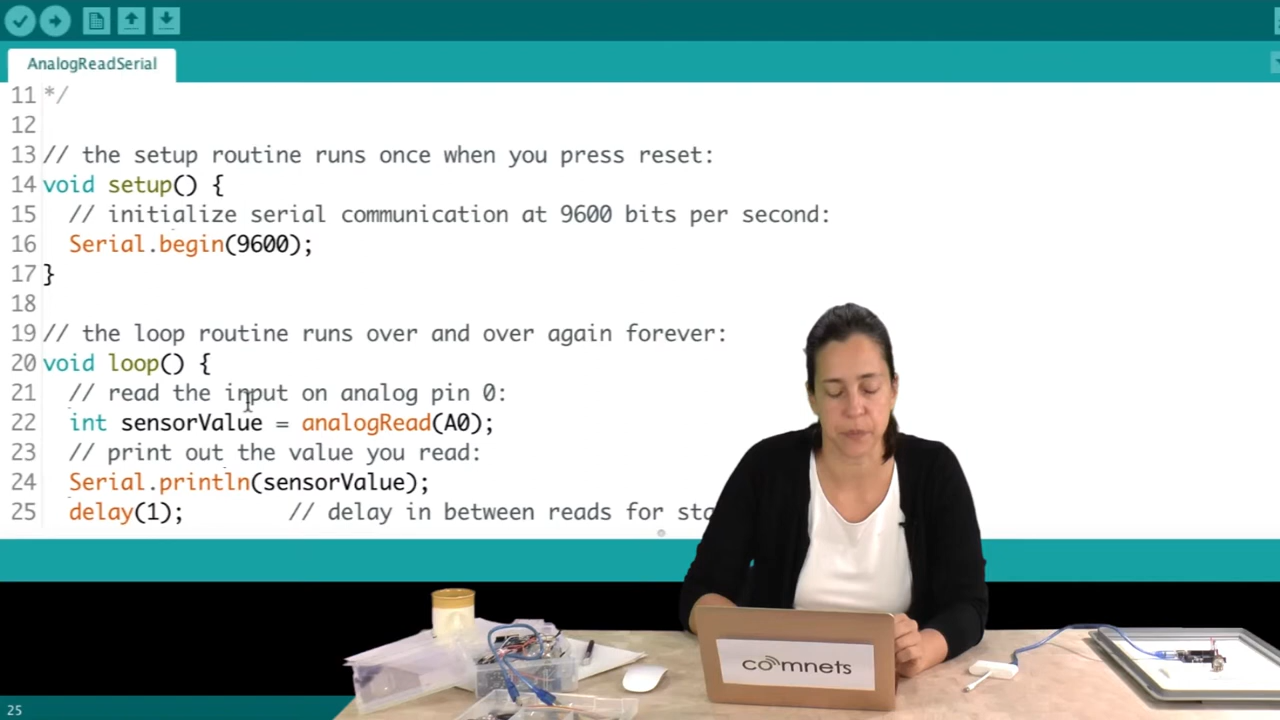 AnalogReadSerial
11 */
12
13 // the setup routine runs once when you press reset:
14 void setup() {
15 // initialize serial communication at 9600 bits per second:
16 Serial.begin(9600);
17 }
18
19 // the loop routine runs over and over again forever:
20 void loop() {
21 // read the input on analog pin 0:
22 int sensorValue = analogRead(A0);
23 // print out the value you read:
24 Serial.println(sensorValue);
25 delay(1); // delay in between reads for
comnets
25